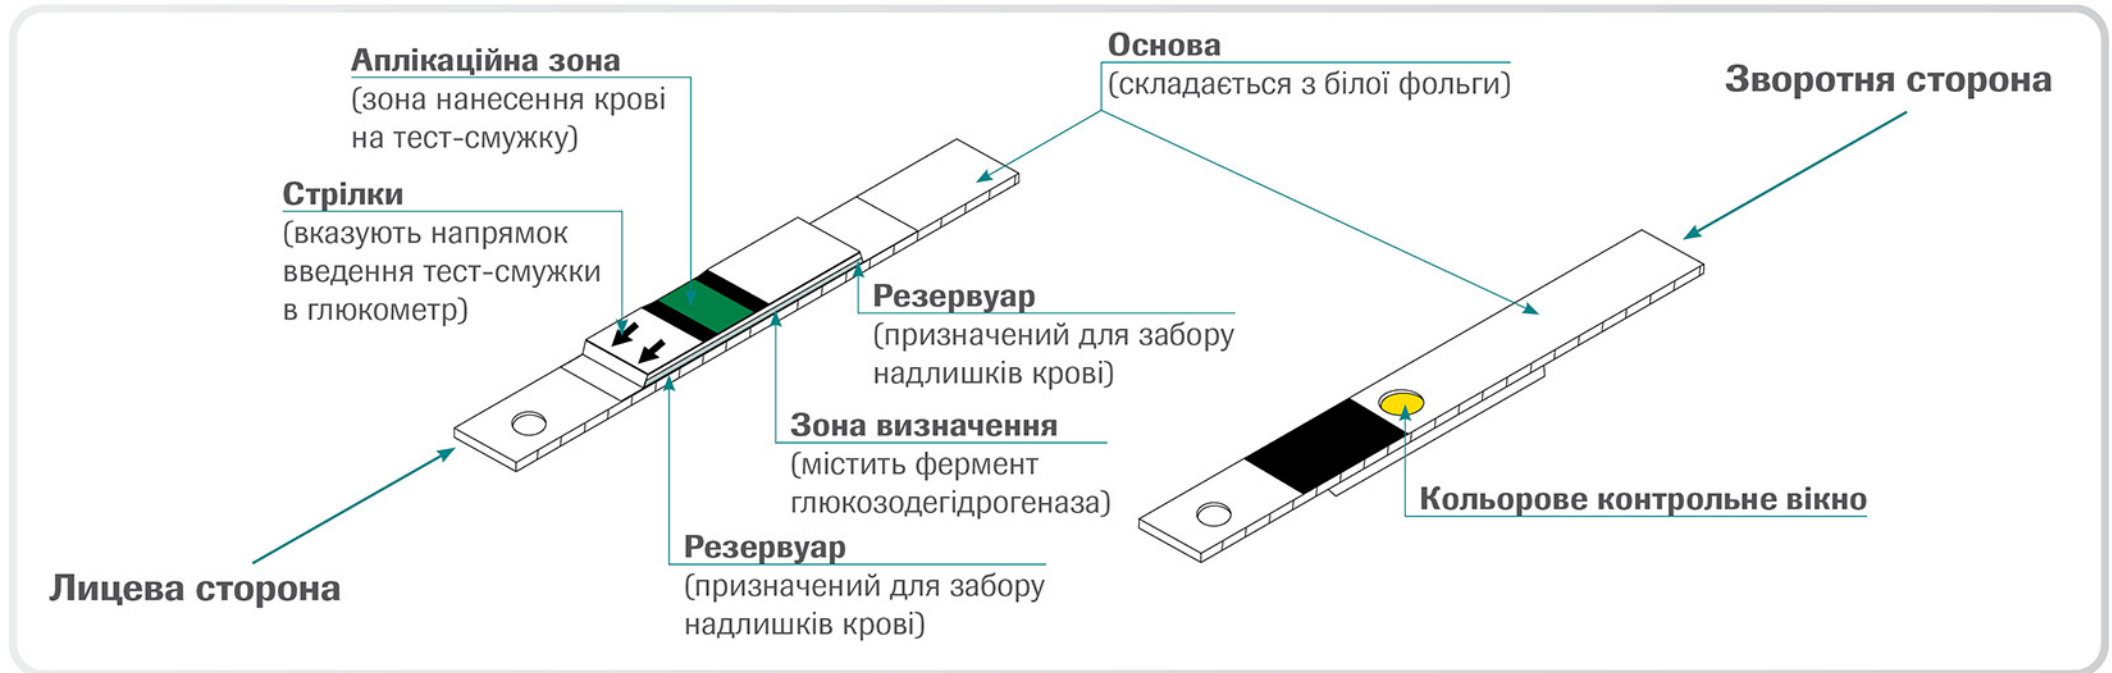 Аплікаційна зона
(зона нанесення крові
на тест-смужку)
Стрілки
(вказують напрямок
введення тест-смужки
в глюкометр)
Лицева сторона
Основа
(складається з білої фольги)
Резервуар
(призначений для забору
надлишків крові)
Зона визначення
(містить фермент
глюкозодегідрогеназа)
Резервуар
(призначений для забору
надлишків крові)
Зворотня сторона
Кольорове контрольне вікно